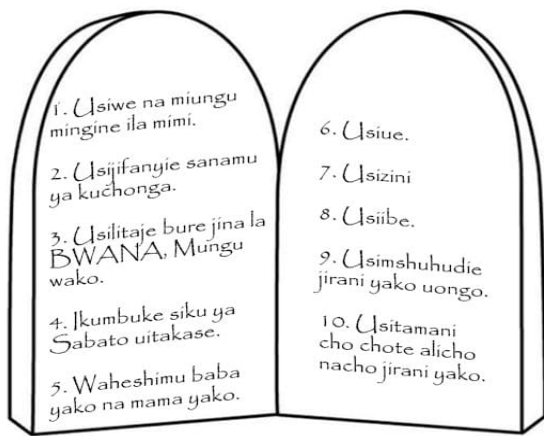 1. Usiwe na miungu
mingine ila mimi.
2. Usijifanyie sanamu
ya kuchonga.
3. Usilitaje bure jina la
BWANA, Mungu
wako.
4. Ikumbuke siku ya
Sabato uitakase.
5. Waheshimu baba
yako na mama yako.
6. Usiue.
7. Usizini
8. Usiibe.
9. Usimshuhudie
jirani yako uongo.
10. Usitamani
cho chote alicho
nacho jirani yako.